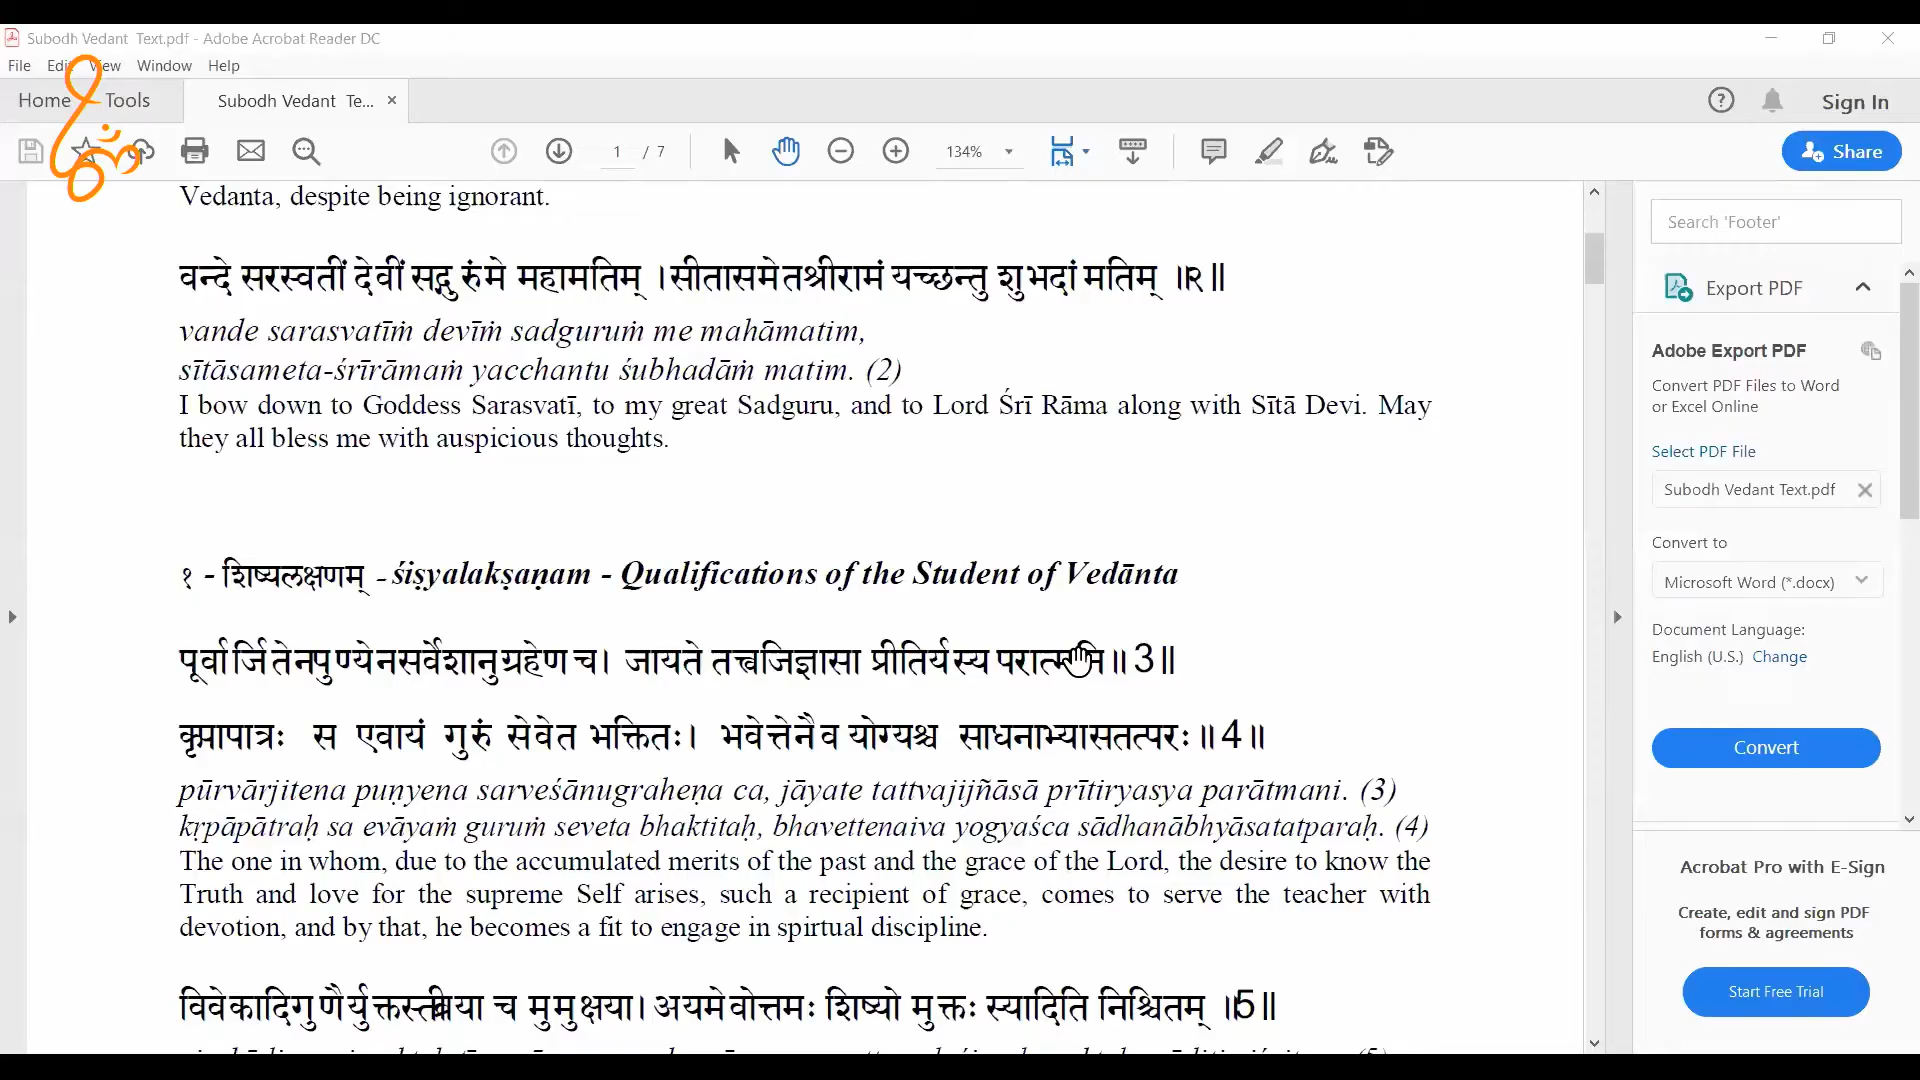 Subodh Vedant Text.pdf - Adobe Acrobat Reader DC
File Edit View Window Help
Home Tools Subodh Vedant Te... ×
Sign In
1 / 7 134% Share
Vedanta, despite being ignorant.
वन्दे सरस्वतीं देवीं सद्गुरुं मे महामतिम् । सीतासमेतश्रीरामं यच्छन्तु शुभदां मतिम् ॥२॥
vande sarasvatīṁ devīṁ sadguruṁ me mahāmatim,
sītāsameta-śrīrāmaṁ yacchantu śubhadāṁ matim. (2)
I bow down to Goddess Sarasvatī, to my great Sadguru, and to Lord Śrī Rāma along with Sītā Devi. May
they all bless me with auspicious thoughts.
१ - शिष्यलक्षणम् - śiṣyalakṣaṇam - Qualifications of the Student of Vedānta
पूर्वार्जितेन पुण्येन सर्वेशानुग्रहेण च। जायते तत्त्वजिज्ञासा प्रीतिर्यस्य परात्मनि॥3॥
कृपापात्रः स एवायं गुरुं सेवेत भक्तितः। भवेत्तेनैव योग्यश्च साधनाभ्यासतत्परः॥4॥
pūrvārjitena puṇyena sarveśānugraheṇa ca, jāyate tattvajijñāsā prītiryasya parātmani. (3)
kṛpāpātraḥ sa evāyaṁ guruṁ seveta bhaktitaḥ, bhavettenaiva yogyaśca sādhanābhyāsatatparaḥ. (4)
The one in whom, due to the accumulated merits of the past and the grace of the Lord, the desire to know the
Truth and love for the supreme Self arises, such a recipient of grace, comes to serve the teacher with
devotion, and by that, he becomes a fit to engage in spirtual discipline.
विवेकादिगुणैर्युक्तस्तीव्रया च मुमुक्षया। अयमेवोत्तमः शिष्यो मुक्तः स्यादिति निश्चितम् ॥5॥
Search 'Footer'
Export PDF
Adobe Export PDF
Convert PDF Files to Word
or Excel Online
Select PDF File
Subodh Vedant Text.pdf
Convert to
Microsoft Word (*.docx)
Document Language:
English (U.S.) Change
Convert
Acrobat Pro with E-Sign
Create, edit and sign PDF
forms & agreements
Start Free Trial